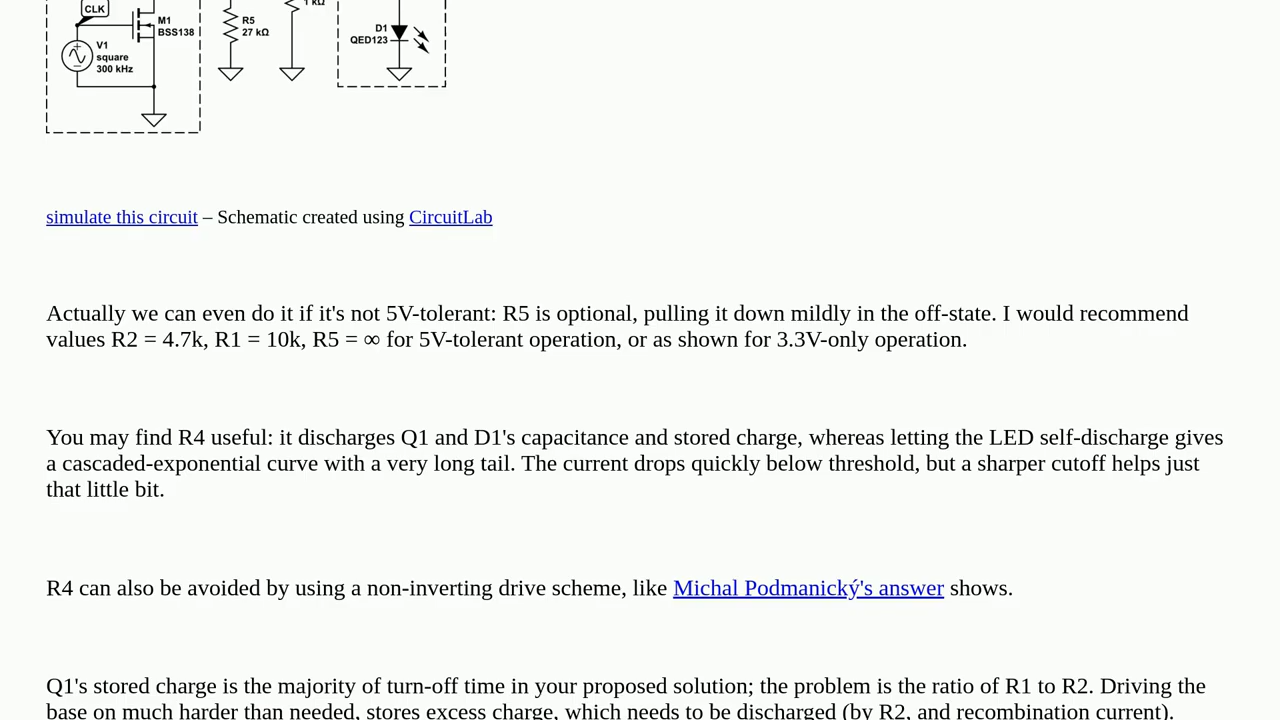 CLK
M1
BSS138
V1
square
300 kHz
R5
27 kΩ
1 kΩ
D1
QED123
simulate this circuit – Schematic created using CircuitLab
Actually we can even do it if it's not 5V-tolerant: R5 is optional, pulling it down mildly in the off-state. I would recommend
values R2 = 4.7k, R1 = 10k, R5 = ∞ for 5V-tolerant operation, or as shown for 3.3V-only operation.
You may find R4 useful: it discharges Q1 and D1's capacitance and stored charge, whereas letting the LED self-discharge gives
a cascaded-exponential curve with a very long tail. The current drops quickly below threshold, but a sharper cutoff helps just
that little bit.
R4 can also be avoided by using a non-inverting drive scheme, like Michal Podmanický's answer shows.
Q1's stored charge is the majority of turn-off time in your proposed solution; the problem is the ratio of R1 to R2. Driving the
base on much harder than needed, stores excess charge, which needs to be discharged (by R2, and recombination current).